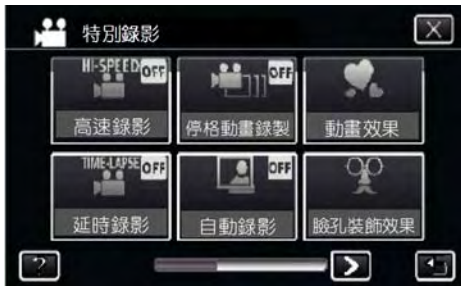 特別錄影
X
HI-SPEED OFF
OFF
高速錄影
停格動畫錄製
動畫效果
TIME-LAPSE OFF
OFF
延時錄影
自動錄影
臉孔裝飾效果
?